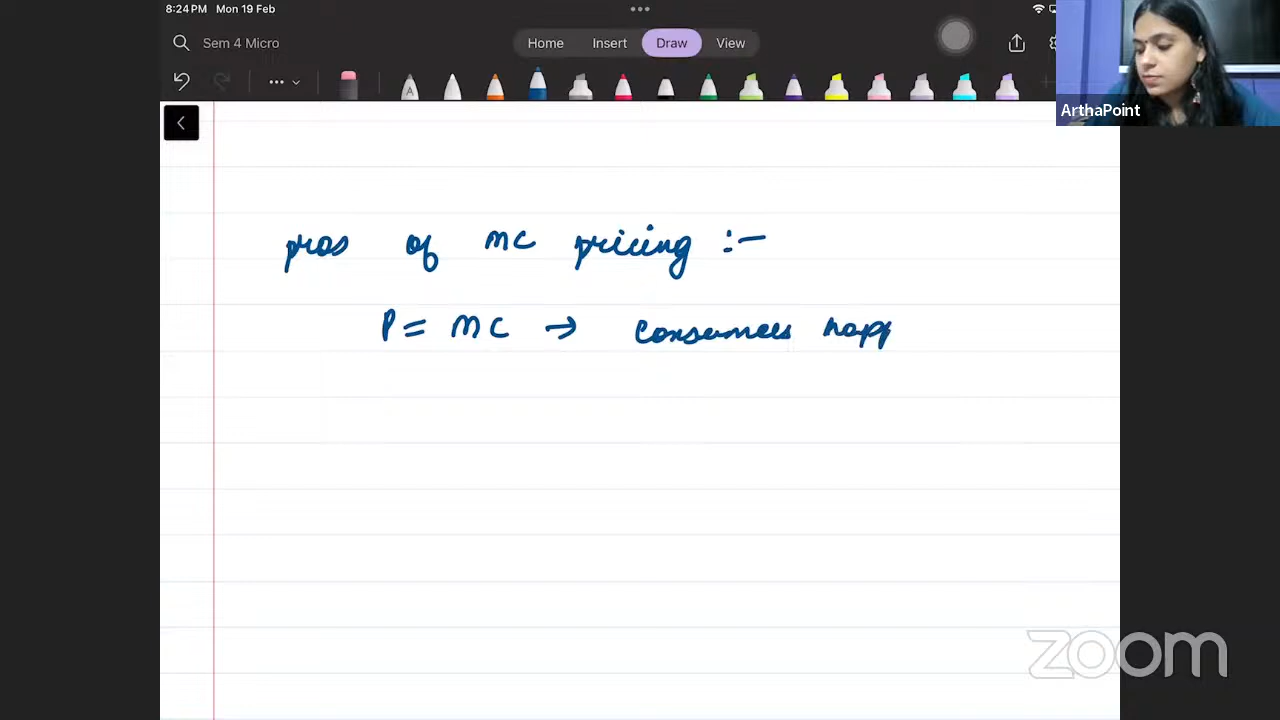 8:24 PM Mon 19 Feb
Sem 4 Micro
Home Insert Draw View
A
ArthaPoint
pros of MC pricing :-
P = MC → consumers happ
zoom